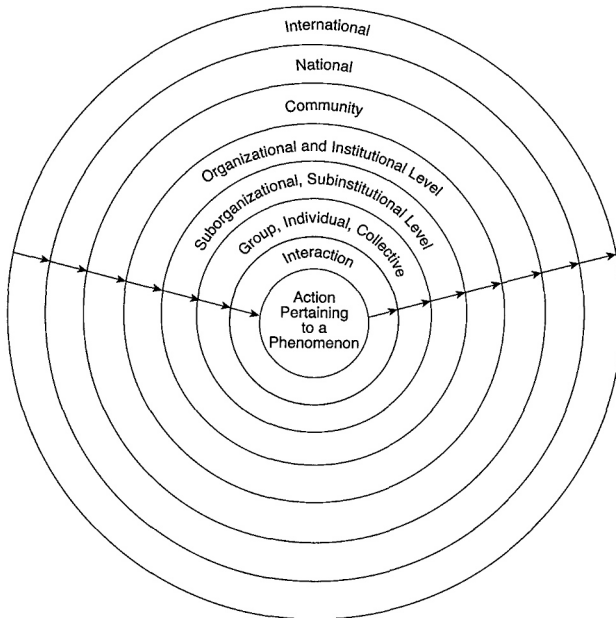 International
National
Community
Organizational and Institutional Level
Suborganizational, Subinstitutional Level
Group, Individual, Collective
Interaction
Action
Pertaining
to a
Phenomenon